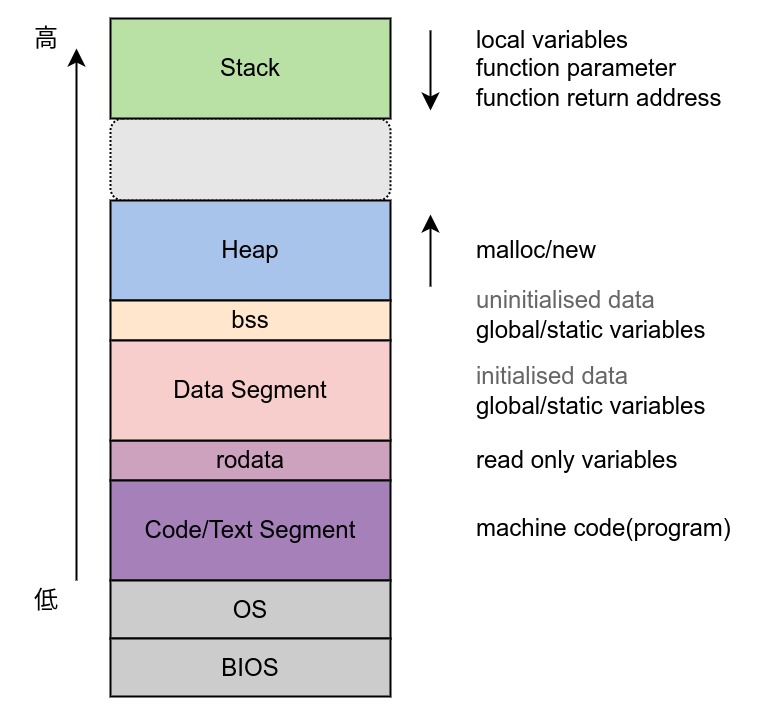 高
Stack
local variables
function parameter
function return address
Heap
malloc/new
bss
uninitialised data
global/static variables
Data Segment
initialised data
global/static variables
rodata
read only variables
Code/Text Segment
machine code(program)
低
OS
BIOS